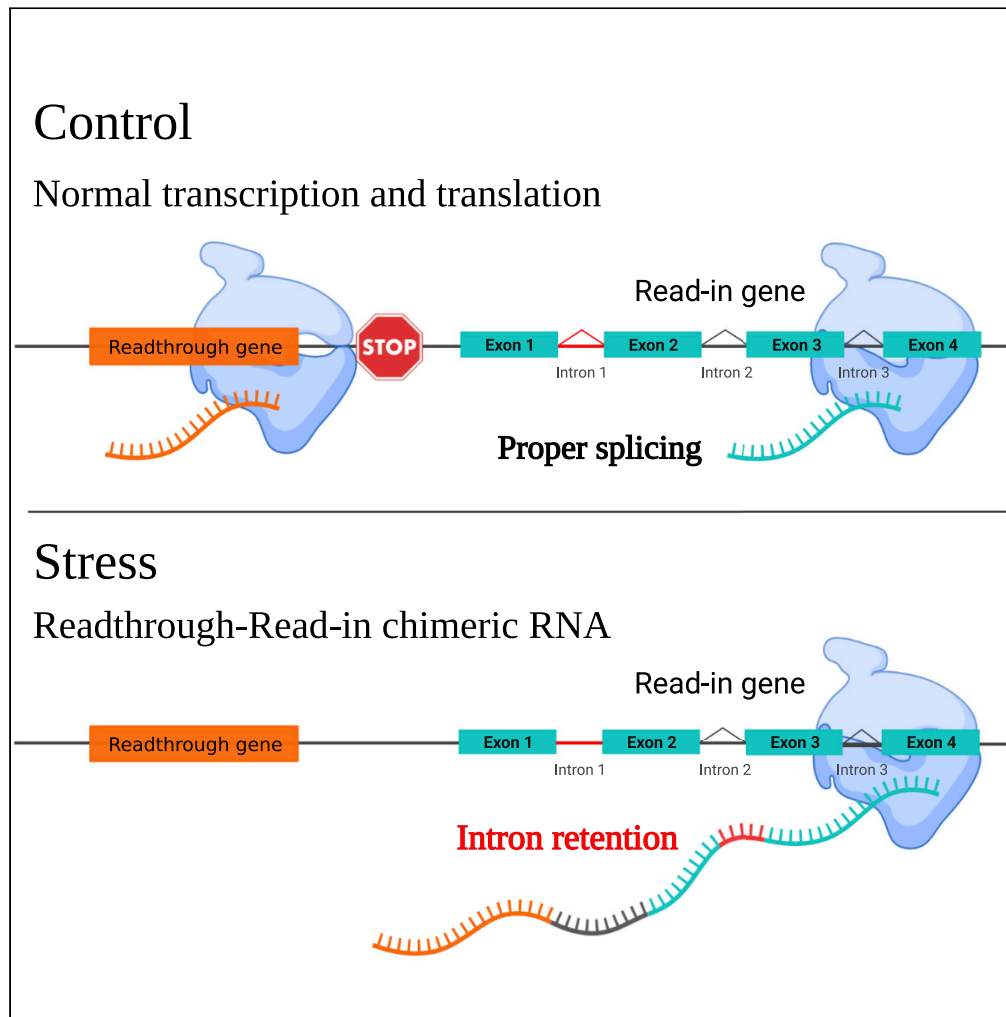 Control
Normal transcription and translation
Read-in gene
Readthrough gene
STOP
Exon 1
Exon 2
Exon 3
Exon 4
Intron 1
Intron 2
Intron 3
Proper splicing
Stress
Readthrough-Read-in chimeric RNA
Read-in gene
Readthrough gene
Exon 1
Exon 2
Exon 3
Exon 4
Intron 1
Intron 2
Intron 3
Intron retention